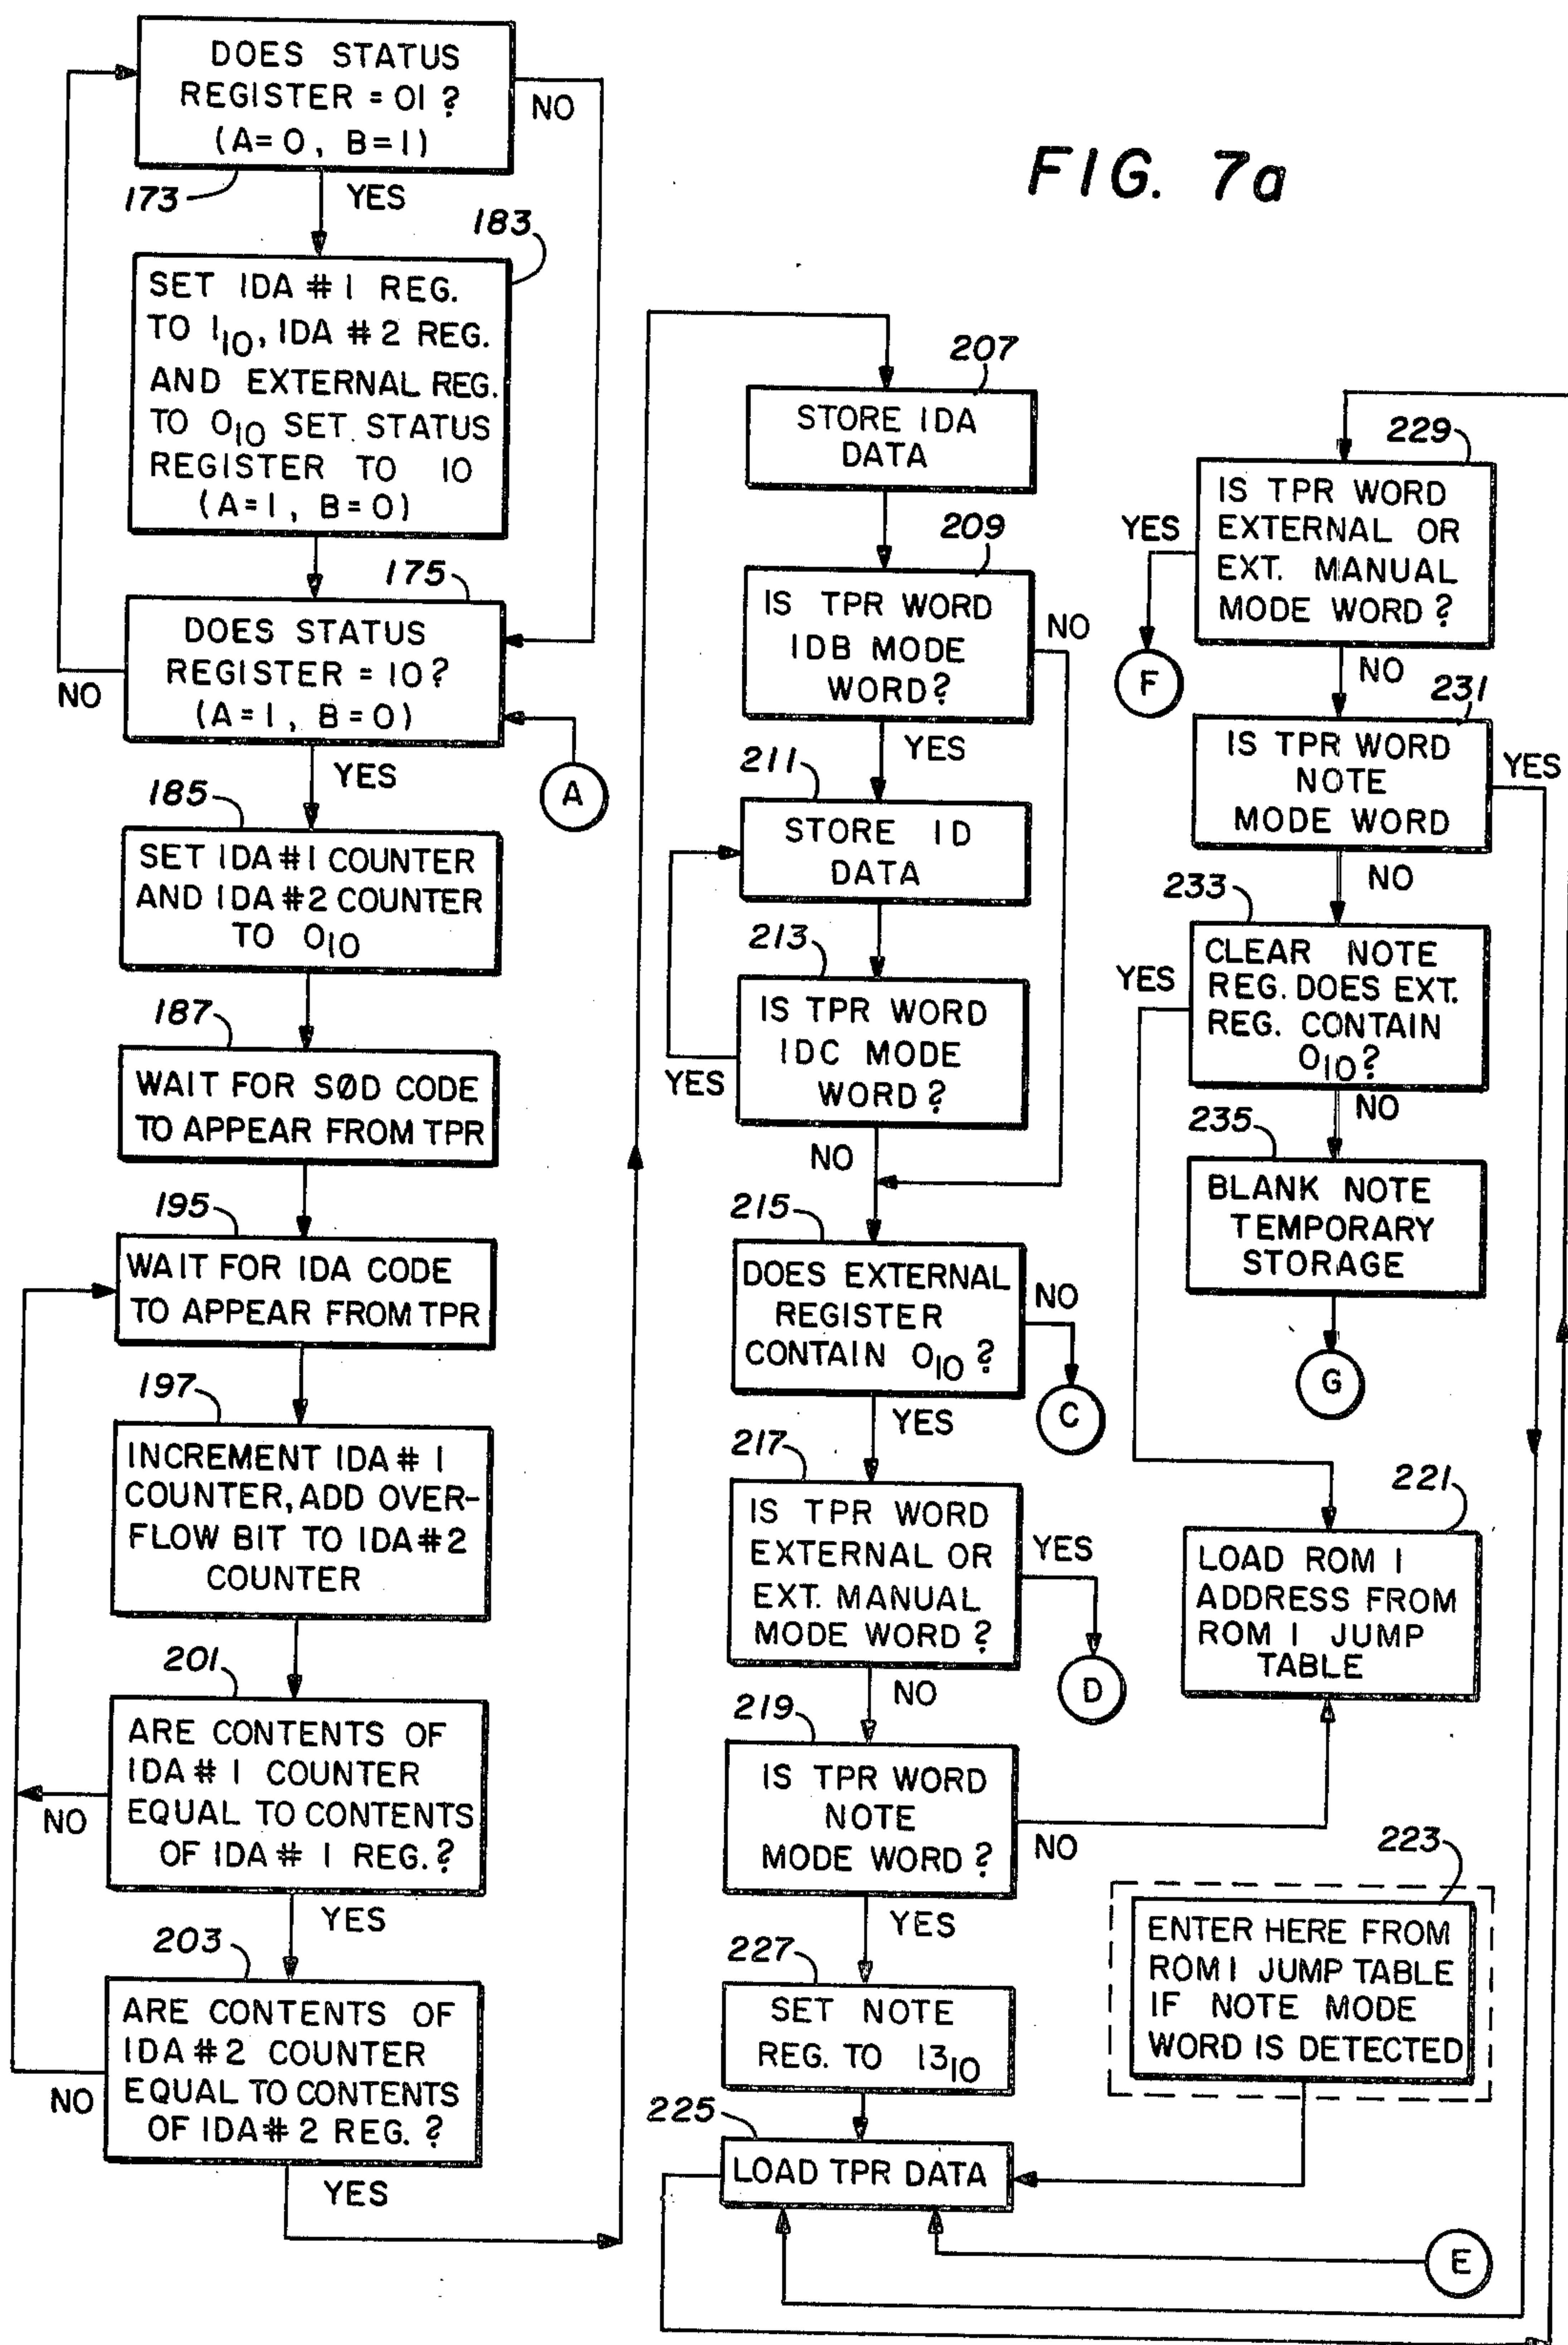 FIG. 7a
DOES STATUS
REGISTER = 01 ?
(A=0, B=1)
NO
173
YES
183
SET IDA #1 REG.
TO 1₁₀, IDA #2 REG.
AND EXTERNAL REG.
TO 0₁₀ SET STATUS
REGISTER TO 10
(A=1, B=0)
175
DOES STATUS
REGISTER = 10?
(A=1, B=0)
NO
YES
A
185
SET IDA #1 COUNTER
AND IDA #2 COUNTER
TO 0₁₀
187
WAIT FOR SØD CODE
TO APPEAR FROM TPR
195
WAIT FOR IDA CODE
TO APPEAR FROM TPR
197
INCREMENT IDA #1
COUNTER, ADD OVER-
FLOW BIT TO IDA #2
COUNTER
201
ARE CONTENTS OF
IDA #1 COUNTER
EQUAL TO CONTENTS
OF IDA #1 REG.?
NO
YES
203
ARE CONTENTS OF
IDA #2 COUNTER
EQUAL TO CONTENTS
OF IDA #2 REG. ?
NO
YES
207
STORE IDA
DATA
209
IS TPR WORD
IDB MODE
WORD?
NO
YES
211
STORE ID
DATA
213
IS TPR WORD
IDC MODE
WORD?
YES
NO
215
DOES EXTERNAL
REGISTER
CONTAIN 0₁₀ ?
NO
C
YES
217
IS TPR WORD
EXTERNAL OR
EXT. MANUAL
MODE WORD ?
YES
D
NO
219
IS TPR WORD
NOTE
MODE WORD ?
NO
YES
227
SET NOTE
REG. TO 13₁₀
225
LOAD TPR DATA
229
IS TPR WORD
EXTERNAL OR
EXT. MANUAL
MODE WORD ?
YES
F
NO
231
IS TPR WORD
NOTE
MODE WORD
YES
NO
233
CLEAR NOTE
REG. DOES EXT.
REG. CONTAIN
0₁₀?
YES
NO
235
BLANK NOTE
TEMPORARY
STORAGE
G
221
LOAD ROM 1
ADDRESS FROM
ROM 1 JUMP
TABLE
223
ENTER HERE FROM
ROM1 JUMP TABLE
IF NOTE MODE
WORD IS DETECTED
E